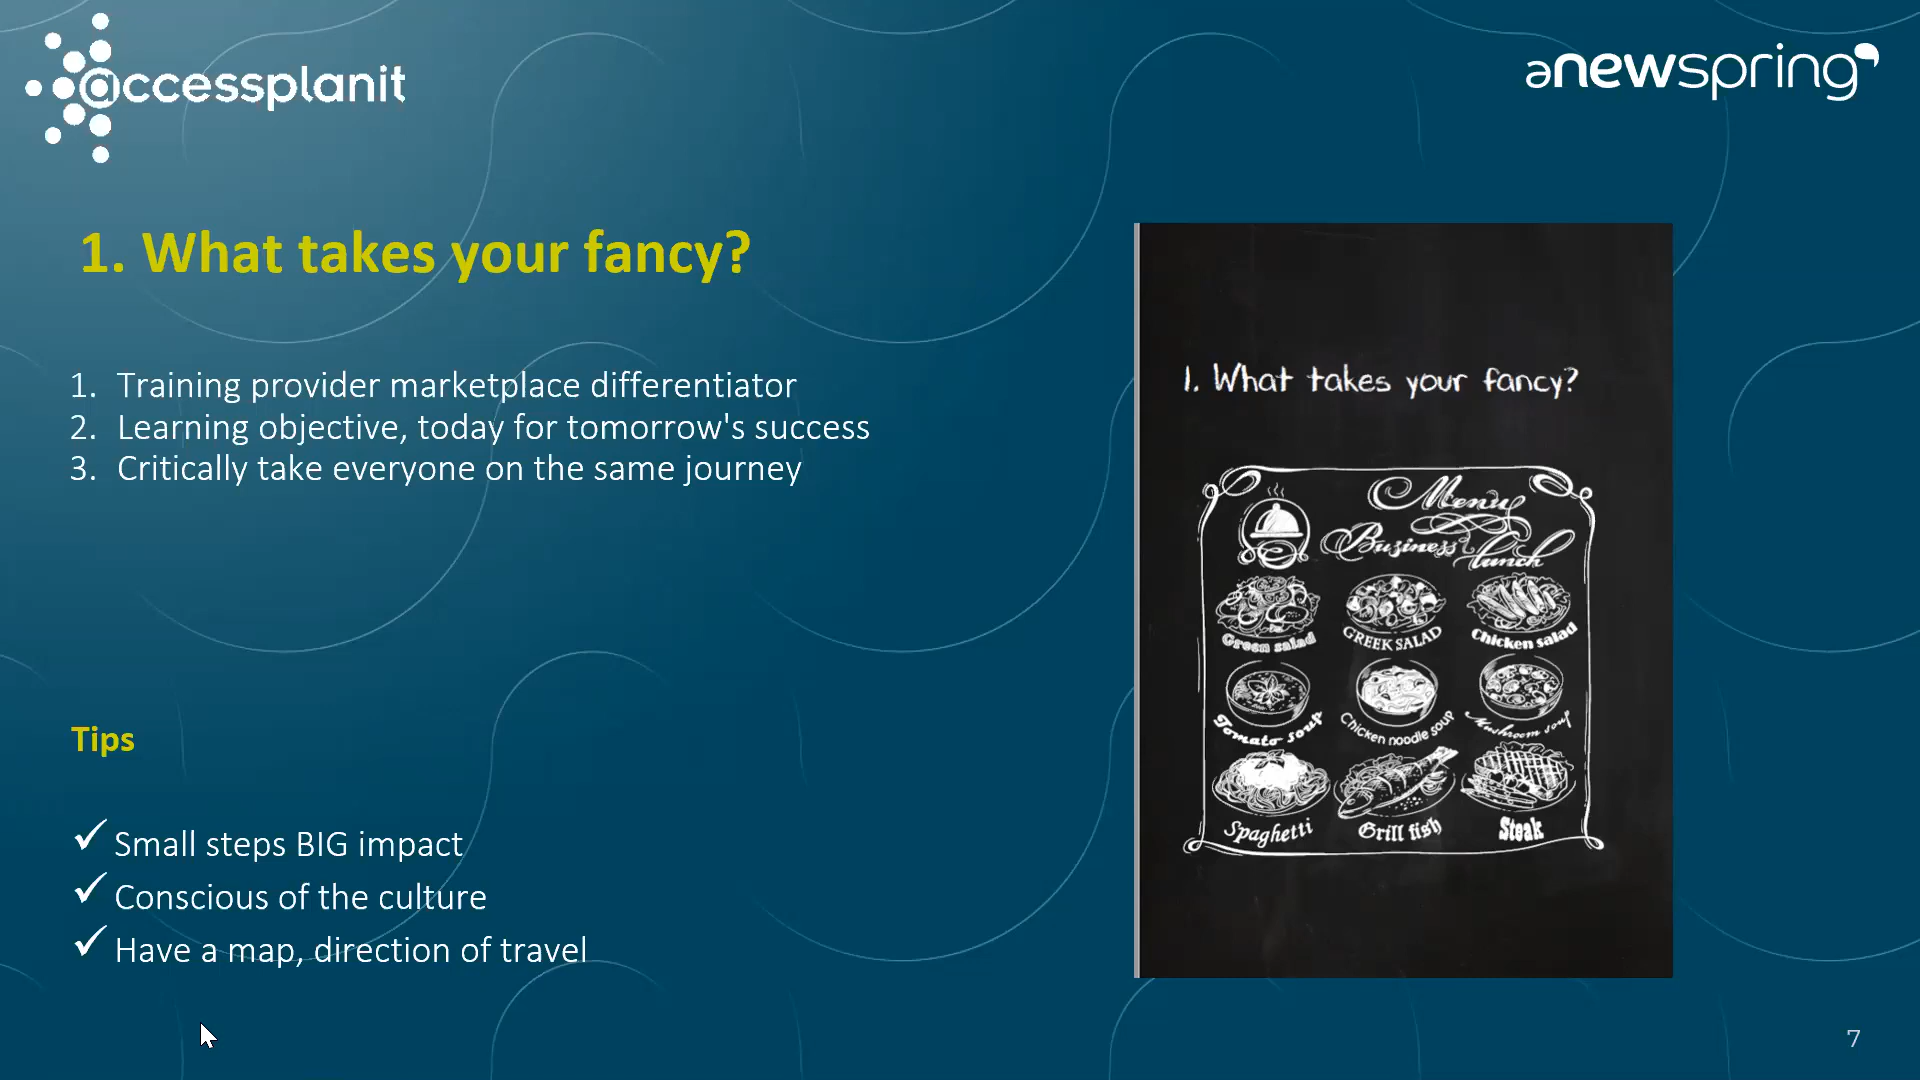 accessplanit
anewspring
1. What takes your fancy?
1. Training provider marketplace differentiator
2. Learning objective, today for tomorrow's success
3. Critically take everyone on the same journey
Tips
✓ Small steps BIG impact
✓ Conscious of the culture
✓ Have a map, direction of travel
1. What takes your fancy?
Menu
Business lunch
Green salad
GREEK SALAD
Chicken salad
Tomato soup
Chicken noodle soup
Mushroom soup
Spaghetti
Grill fish
Steak
7